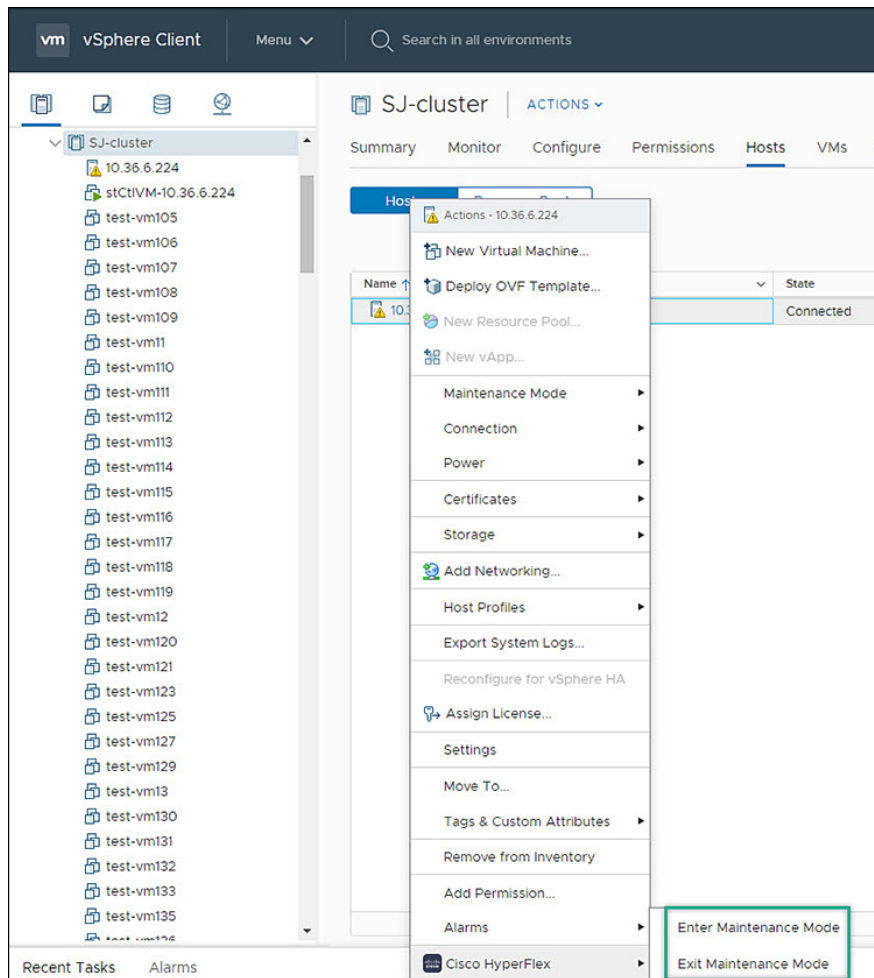 vm vSphere Client Menu Search in all environments
SJ-cluster
10.36.6.224
stCtlVM-10.36.6.224
test-vm105
test-vm106
test-vm107
test-vm108
test-vm109
test-vm11
test-vm110
test-vm111
test-vm112
test-vm113
test-vm114
test-vm115
test-vm116
test-vm117
test-vm118
test-vm119
test-vm12
test-vm120
test-vm121
test-vm123
test-vm125
test-vm127
test-vm129
test-vm13
test-vm130
test-vm131
test-vm132
test-vm133
test-vm135
SJ-cluster ACTIONS
Summary Monitor Configure Permissions Hosts VMs
Name State
Connected
Actions - 10.36.6.224
New Virtual Machine...
Deploy OVF Template...
New Resource Pool...
New vApp...
Maintenance Mode
Connection
Power
Certificates
Storage
Add Networking...
Host Profiles
Export System Logs...
Reconfigure for vSphere HA
Assign License...
Settings
Move To...
Tags & Custom Attributes
Remove from Inventory
Add Permission...
Alarms
Cisco HyperFlex
Enter Maintenance Mode
Exit Maintenance Mode
Recent Tasks Alarms